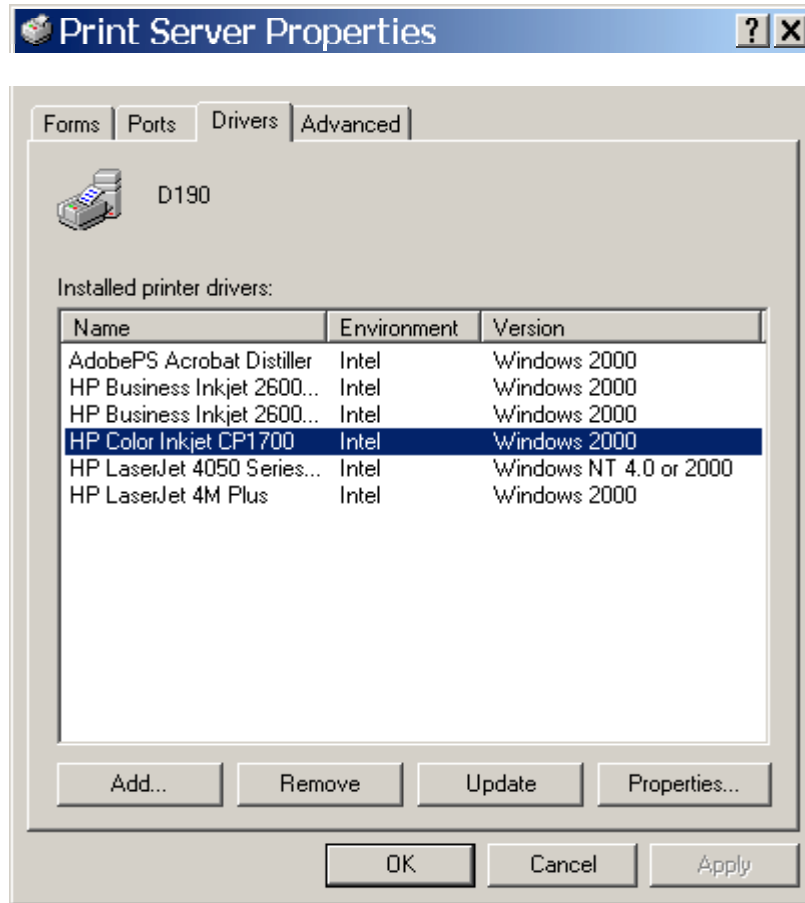 Print Server Properties ? X
Forms Ports Drivers Advanced
D190
Installed printer drivers:
Name Environment Version
AdobePS Acrobat Distiller Intel Windows 2000
HP Business Inkjet 2600... Intel Windows 2000
HP Business Inkjet 2600... Intel Windows 2000
HP Color Inkjet CP1700 Intel Windows 2000
HP LaserJet 4050 Series... Intel Windows NT 4.0 or 2000
HP LaserJet 4M Plus Intel Windows 2000
Add... Remove Update Properties...
OK Cancel Apply